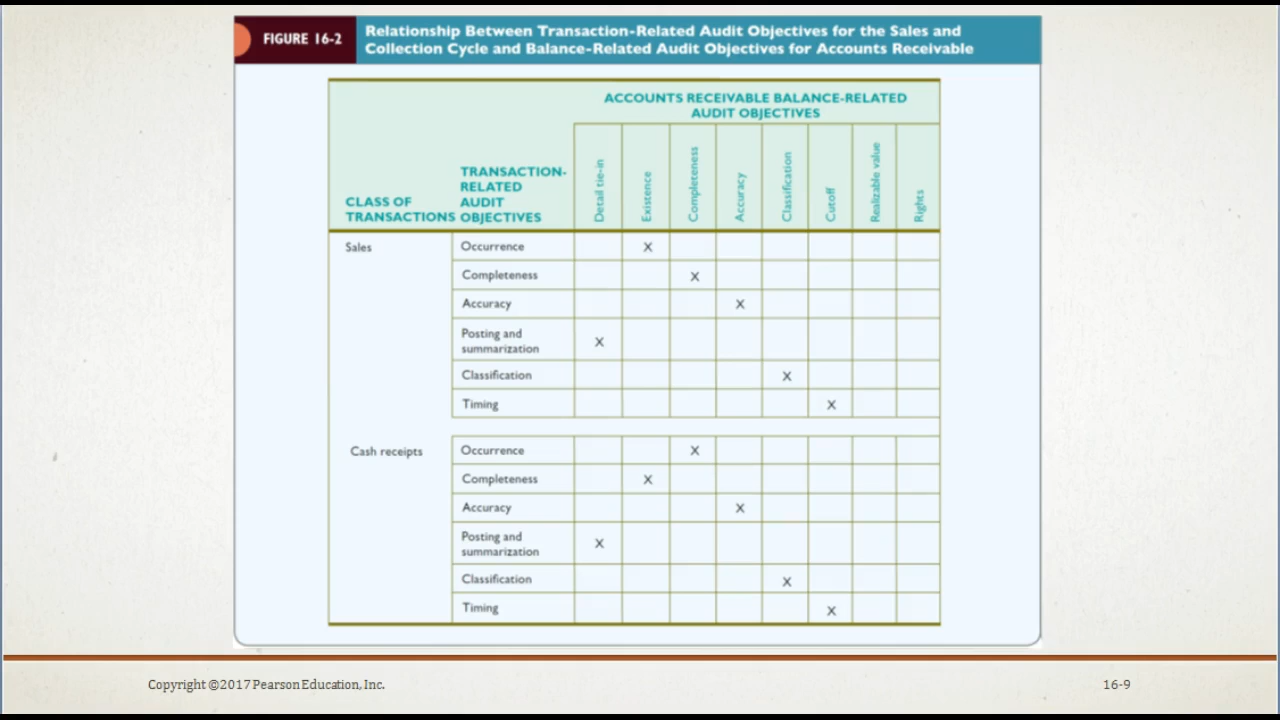 FIGURE 16-2
Relationship Between Transaction-Related Audit Objectives for the Sales and
Collection Cycle and Balance-Related Audit Objectives for Accounts Receivable
ACCOUNTS RECEIVABLE BALANCE-RELATED
AUDIT OBJECTIVES
CLASS OF
TRANSACTIONS
TRANSACTION-
RELATED
AUDIT
OBJECTIVES
Detail tie-in
Existence
Completeness
Accuracy
Classification
Cutoff
Realizable value
Rights
Sales
Occurrence X
Completeness X
Accuracy X
Posting and
summarization X
Classification X
Timing X
Cash receipts
Occurrence X
Completeness X
Accuracy X
Posting and
summarization X
Classification X
Timing X
Copyright ©2017 Pearson Education, Inc.
16-9